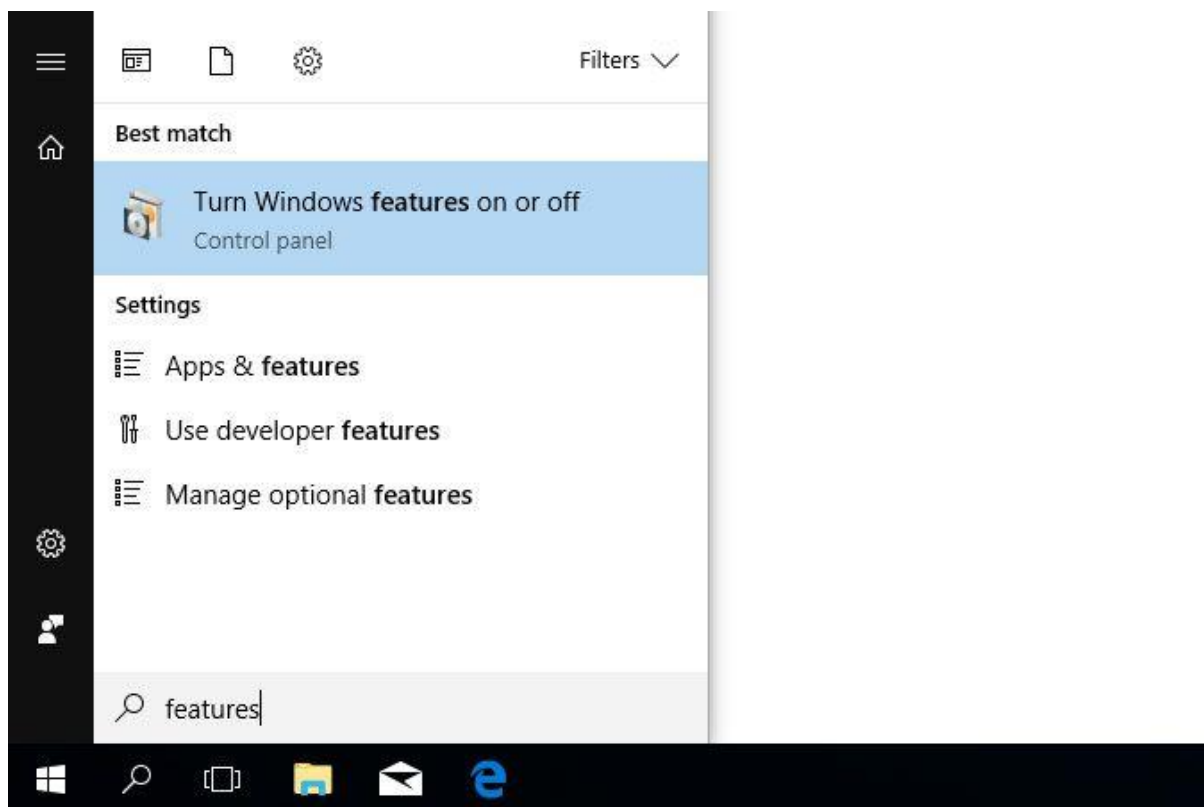 Filters
Best match
Turn Windows features on or off
Control panel
Settings
Apps & features
Use developer features
Manage optional features
features